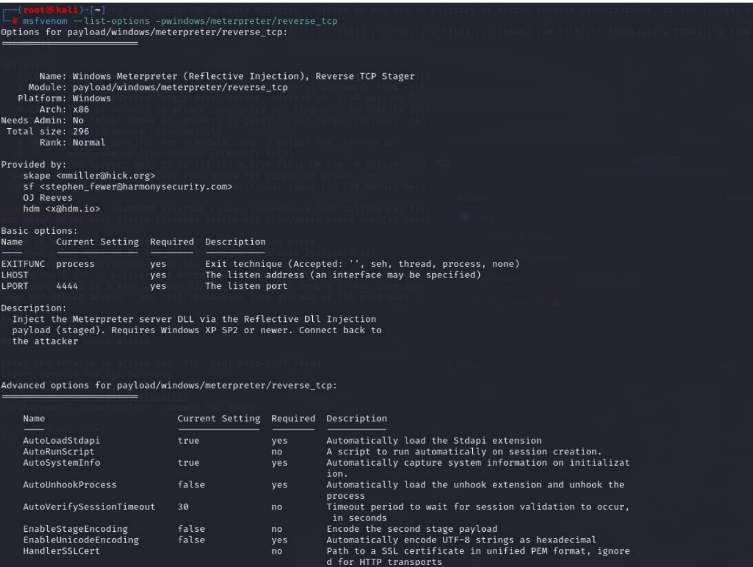 (root㉿kali)-[~]
# msfvenom --list-options -pwindows/meterpreter/reverse_tcp
Options for payload/windows/meterpreter/reverse_tcp:
Name: Windows Meterpreter (Reflective Injection), Reverse TCP Stager
Module: payload/windows/meterpreter/reverse_tcp
Platform: Windows
Arch: x86
Needs Admin: No
Total size: 296
Rank: Normal
Provided by:
skape <mmiller@hick.org>
sf <stephen_fewer@harmonysecurity.com>
OJ Reeves
hdm <x@hdm.io>
Basic options:
Name Current Setting Required Description
EXITFUNC process yes Exit technique (Accepted: '', seh, thread, process, none)
LHOST yes The listen address (an interface may be specified)
LPORT 4444 yes The listen port
Description:
Inject the Meterpreter server DLL via the Reflective Dll Injection
payload (staged). Requires Windows XP SP2 or newer. Connect back to
the attacker
Advanced options for payload/windows/meterpreter/reverse_tcp:
Name Current Setting Required Description
AutoLoadStdapi true yes Automatically load the Stdapi extension
AutoRunScript no A script to run automatically on session creation.
AutoSystemInfo true yes Automatically capture system information on initializat
ion.
AutoUnhookProcess false yes Automatically load the unhook extension and unhook the
process
AutoVerifySessionTimeout 30 no Timeout period to wait for session validation to occur,
in seconds
EnableStageEncoding false no Encode the second stage payload
EnableUnicodeEncoding false yes Automatically encode UTF-8 strings as hexadecimal
HandlerSSLCert no Path to a SSL certificate in unified PEM format, ignore
d for HTTP transports